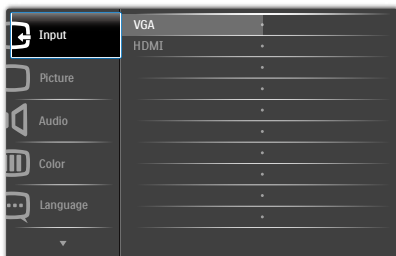 Input
Picture
Audio
Color
Language
VGA
HDMI